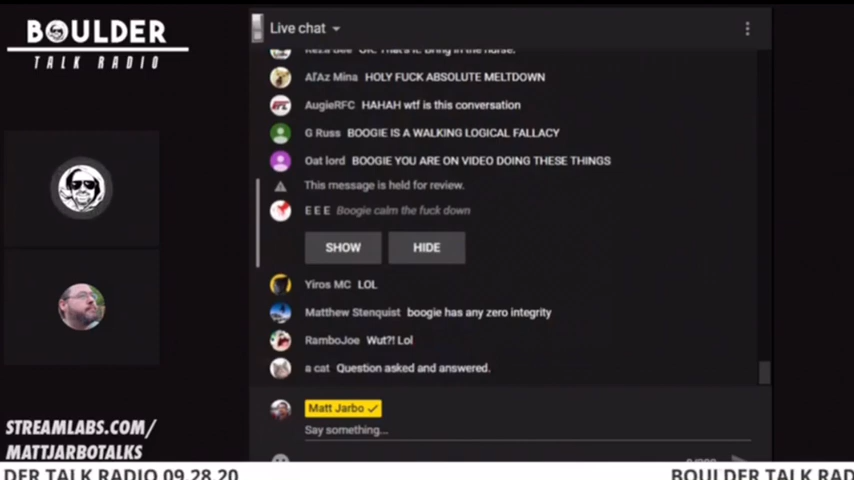 BOULDER
TALK RADIO
Live chat
Reza Gee OK. That's it. Bring in the nurse.
Al'Az Mina HOLY FUCK ABSOLUTE MELTDOWN
AugieRFC HAHAH wtf is this conversation
G Russ BOOGIE IS A WALKING LOGICAL FALLACY
Oat lord BOOGIE YOU ARE ON VIDEO DOING THESE THINGS
This message is held for review.
E E E Boogie calm the fuck down
SHOW HIDE
Yiros MC LOL
Matthew Stenquist boogie has any zero integrity
RamboJoe Wut?! Lol
a cat Question asked and answered.
Matt Jarbo
Say something...
STREAMLABS.COM/
MATTJARBOTALKS
DER TALK RADIO 09.28.20 BOULDER TALK RAD